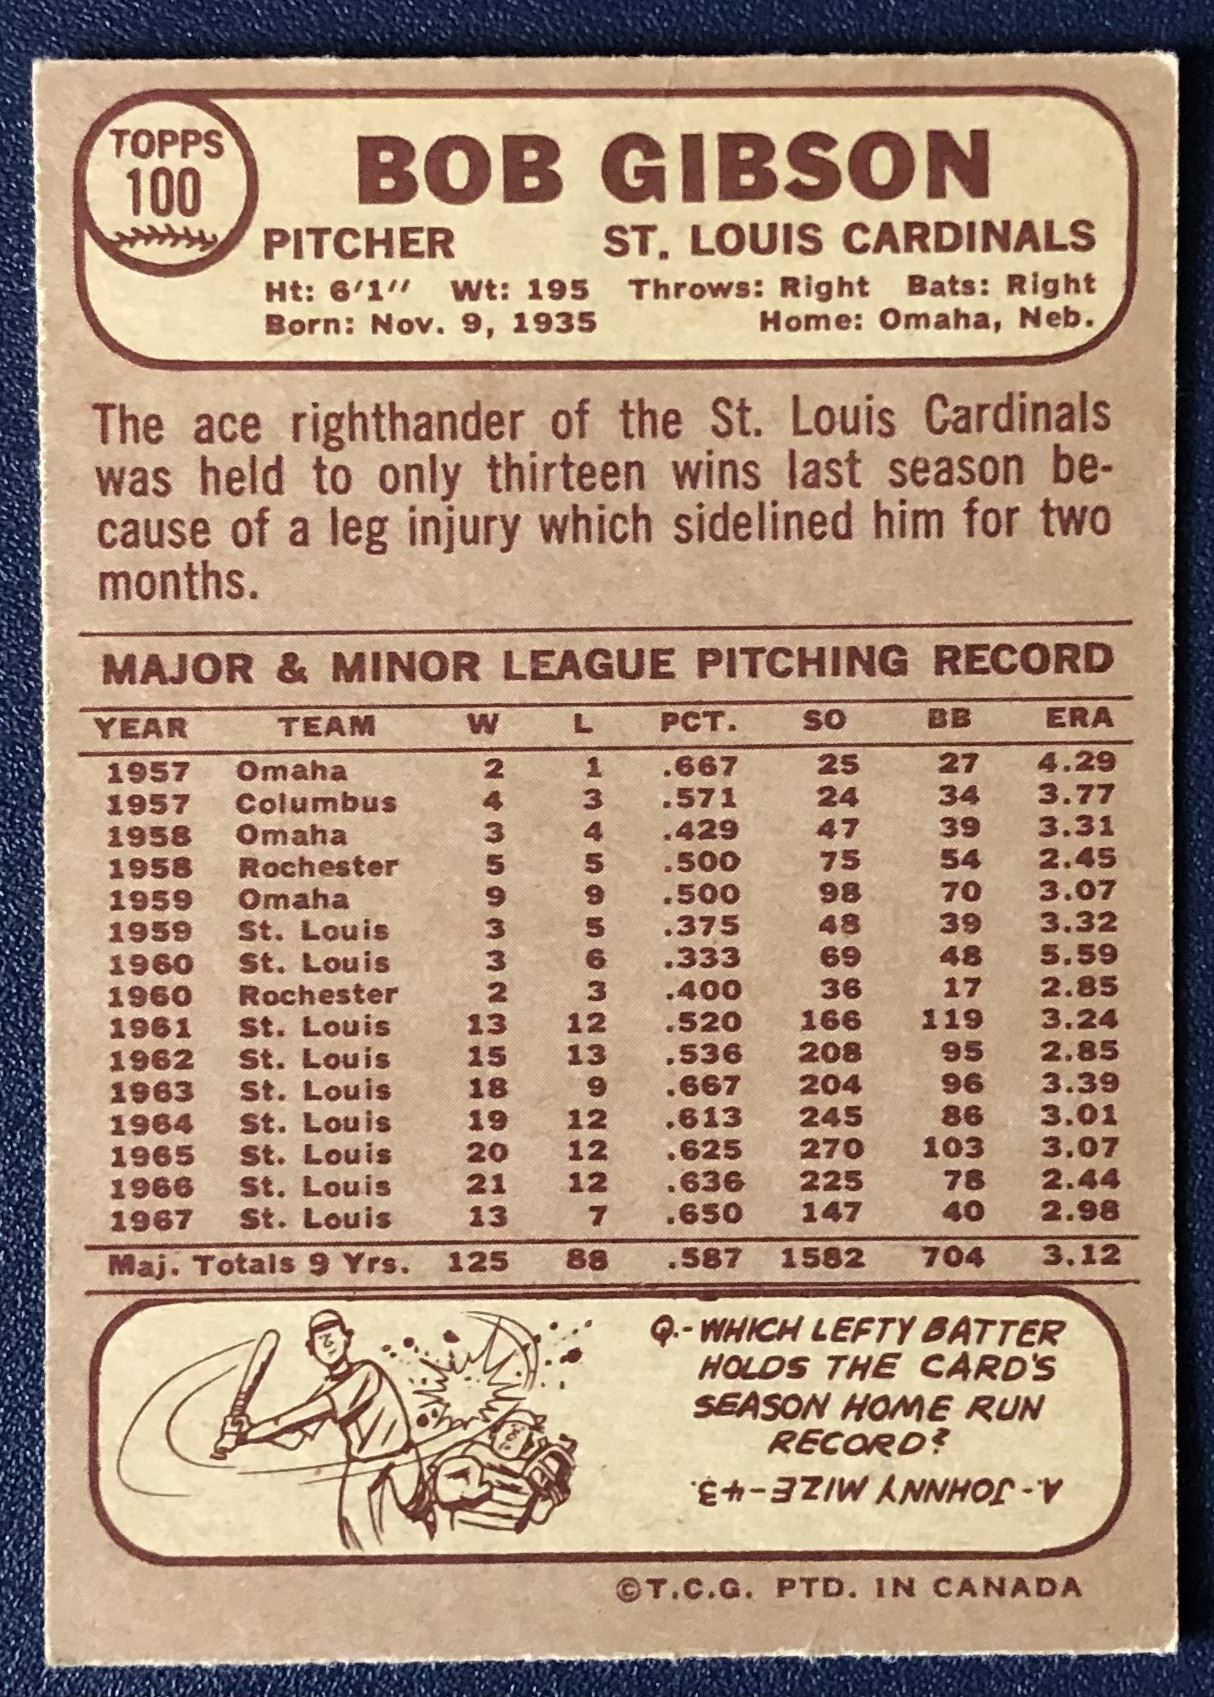 TOPPS
100
BOB GIBSON
PITCHER ST. LOUIS CARDINALS
Ht: 6'1" Wt: 195 Throws: Right Bats: Right
Born: Nov. 9, 1935 Home: Omaha, Neb.
The ace righthander of the St. Louis Cardinals
was held to only thirteen wins last season be-
cause of a leg injury which sidelined him for two
months.
MAJOR & MINOR LEAGUE PITCHING RECORD
YEAR TEAM W L PCT. SO BB ERA
1957 Omaha 2 1 .667 25 27 4.29
1957 Columbus 4 3 .571 24 34 3.77
1958 Omaha 3 4 .429 47 39 3.31
1958 Rochester 5 5 .500 75 54 2.45
1959 Omaha 9 9 .500 98 70 3.07
1959 St. Louis 3 5 .375 48 39 3.32
1960 St. Louis 3 6 .333 69 48 5.59
1960 Rochester 2 3 .400 36 17 2.85
1961 St. Louis 13 12 .520 166 119 3.24
1962 St. Louis 15 13 .536 208 95 2.85
1963 St. Louis 18 9 .667 204 96 3.39
1964 St. Louis 19 12 .613 245 86 3.01
1965 St. Louis 20 12 .625 270 103 3.07
1966 St. Louis 21 12 .636 225 78 2.44
1967 St. Louis 13 7 .650 147 40 2.98
Maj. Totals 9 Yrs. 125 88 .587 1582 704 3.12
Q.- WHICH LEFTY BATTER
HOLDS THE CARD'S
SEASON HOME RUN
RECORD?
A.- JOHNNY MIZE-43.
©T.C.G. PTD. IN CANADA